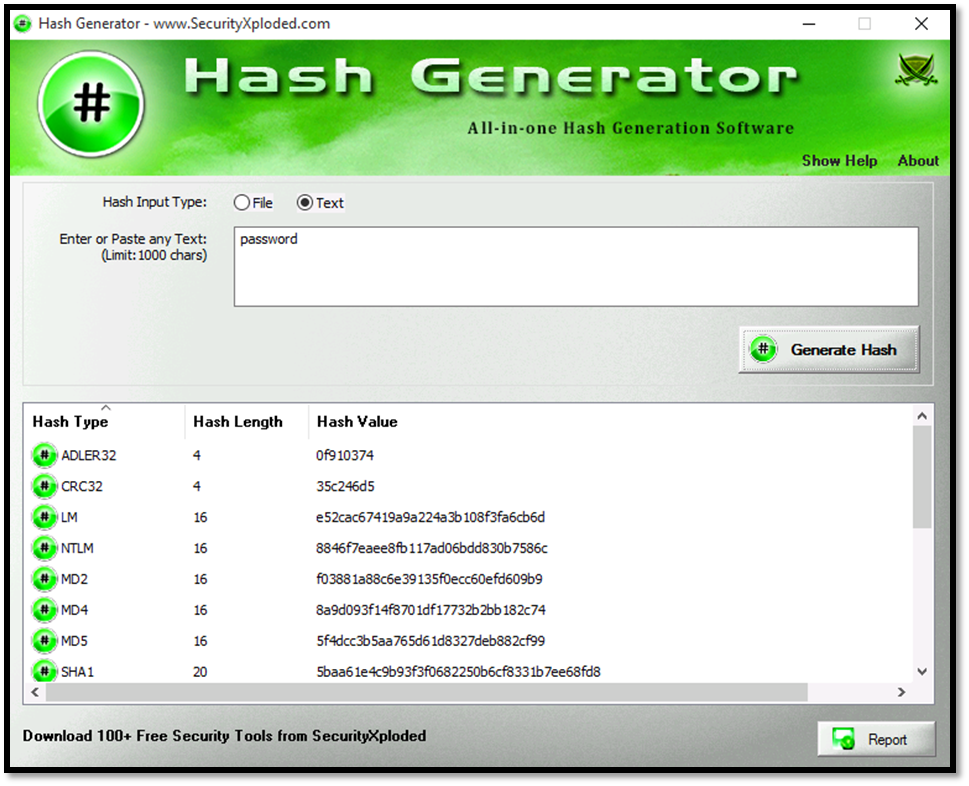 Hash Generator - www.SecurityXploded.com
Hash Generator
All-in-one Hash Generation Software
Show Help About
Hash Input Type: File Text
Enter or Paste any Text: password
(Limit:1000 chars)
# Generate Hash
Hash Type Hash Length Hash Value
# ADLER32 4 0f910374
# CRC32 4 35c246d5
# LM 16 e52cac67419a9a224a3b108f3fa6cb6d
# NTLM 16 8846f7eaee8fb117ad06bdd830b7586c
# MD2 16 f03881a88c6e39135f0ecc60efd609b9
# MD4 16 8a9d093f14f8701df17732b2bb182c74
# MD5 16 5f4dcc3b5aa765d61d8327deb882cf99
# SHA1 20 5baa61e4c9b93f3f0682250b6cf8331b7ee68fd8
Download 100+ Free Security Tools from SecurityXploded
Report